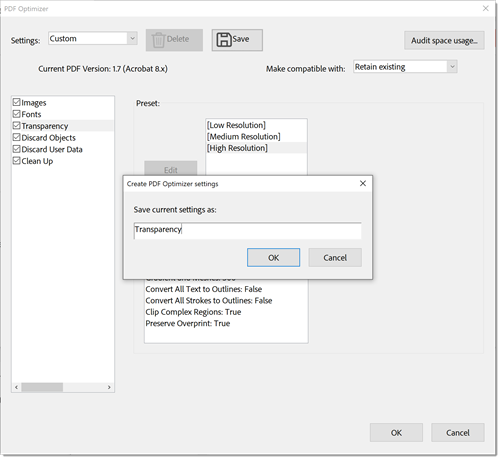 PDF Optimizer
Settings: Custom
Delete
Save
Audit space usage...
Current PDF Version: 1.7 (Acrobat 8.x)
Make compatible with: Retain existing
Images
Fonts
Transparency
Discard Objects
Discard User Data
Clean Up
Preset:
[Low Resolution]
[Medium Resolution]
[High Resolution]
Edit
Create PDF Optimizer settings
Save current settings as:
Transparency
OK
Cancel
Convert All Text to Outlines: False
Convert All Strokes to Outlines: False
Clip Complex Regions: True
Preserve Overprint: True
OK
Cancel